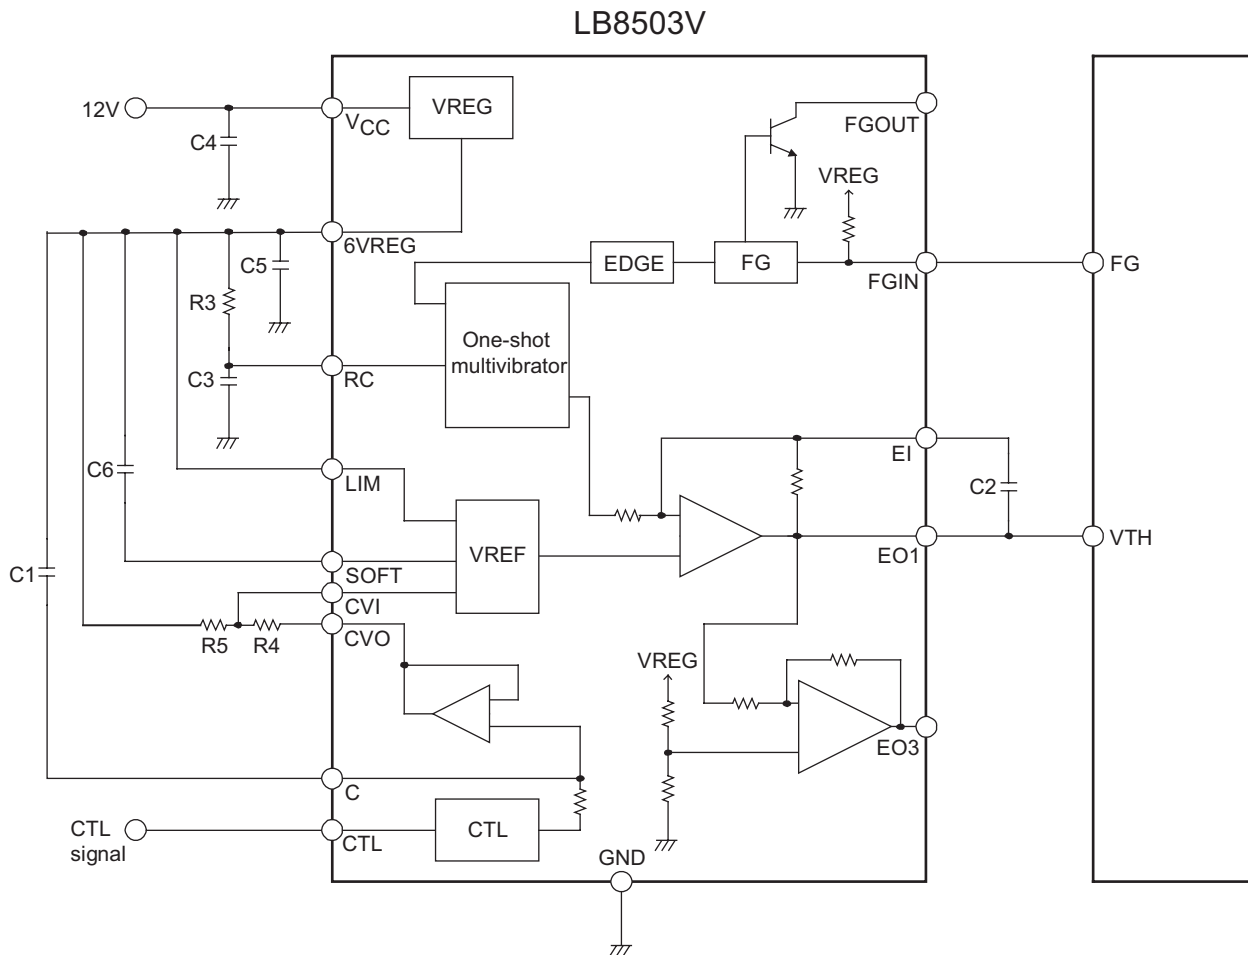 LB8503V
12V
VCC
VREG
FGOUT
C4
VREG
6VREG
C5
EDGE
FG
FGIN
FG
R3
One-shot
multivibrator
C3
RC
EI
C6
LIM
C2
VREF
EO1
VTH
C1
SOFT
CVI
R5
R4
CVO
VREG
EO3
C
CTL
signal
CTL
CTL
GND